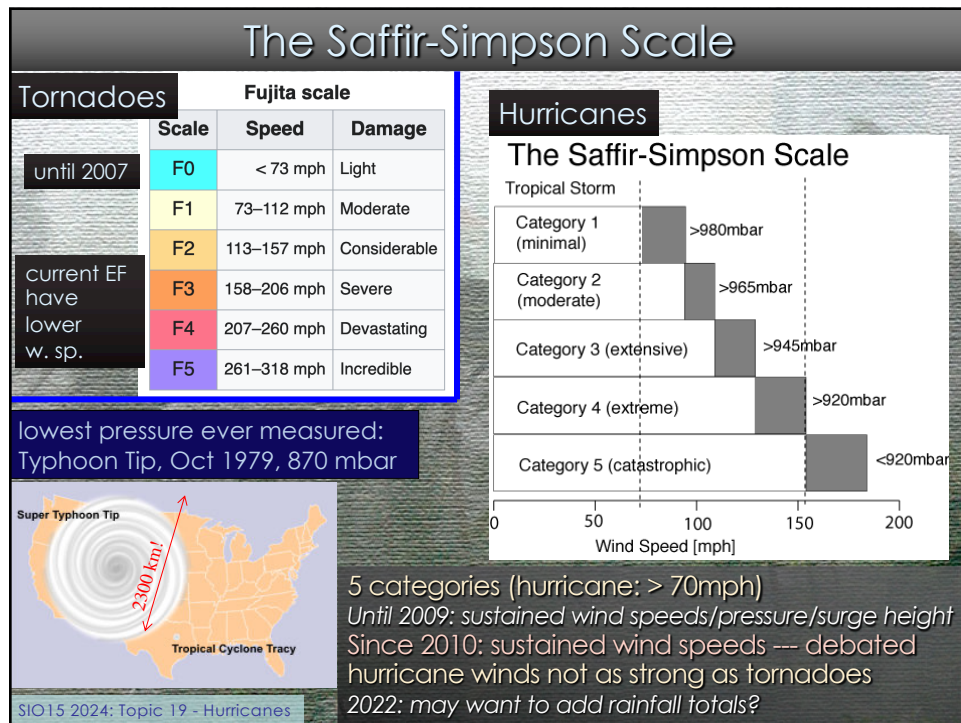 The Saffir-Simpson Scale
Tornadoes
Fujita scale
Scale Speed Damage
until 2007
F0 < 73 mph Light
F1 73–112 mph Moderate
F2 113–157 mph Considerable
F3 158–206 mph Severe
F4 207–260 mph Devastating
F5 261–318 mph Incredible
current EF
have
lower
w. sp.
lowest pressure ever measured:
Typhoon Tip, Oct 1979, 870 mbar
Super Typhoon Tip
2300 km!
Tropical Cyclone Tracy
Hurricanes
The Saffir-Simpson Scale
Tropical Storm
Category 1
(minimal)
>980mbar
Category 2
(moderate)
>965mbar
Category 3 (extensive)
>945mbar
Category 4 (extreme)
>920mbar
Category 5 (catastrophic)
<920mbar
0 50 100 150 200
Wind Speed [mph]
5 categories (hurricane: > 70mph)
Until 2009: sustained wind speeds/pressure/surge height
Since 2010: sustained wind speeds --- debated
hurricane winds not as strong as tornadoes
2022: may want to add rainfall totals?
SIO15 2024: Topic 19 - Hurricanes